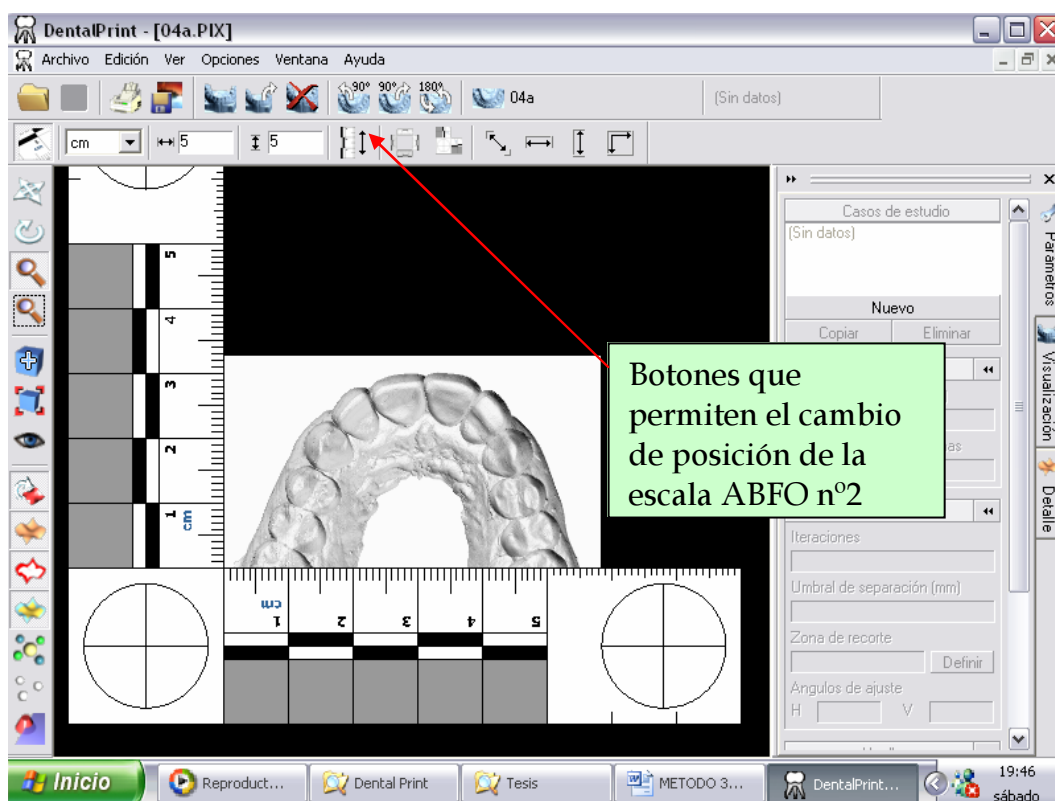 DentalPrint - [04a.PIX]
Archivo Edición Ver Opciones Ventana Ayuda
90° 90° 180° 04a (Sin datos)
cm 5 5
Casos de estudio
(Sin datos)
Nuevo
Copiar Eliminar
Botones que
permiten el cambio
de posición de la
escala ABFO nº2
as
Iteraciones
Umbral de separación (mm)
Zona de recorte
Definir
Angulos de ajuste
H V
Parametros
Visualización
Detalle
5
4
3
2
1
cm
cm
1 2 3 4 5
Inicio Reproduct... Dental Print Tesis METODO 3... DentalPrint... 19:46
sábado